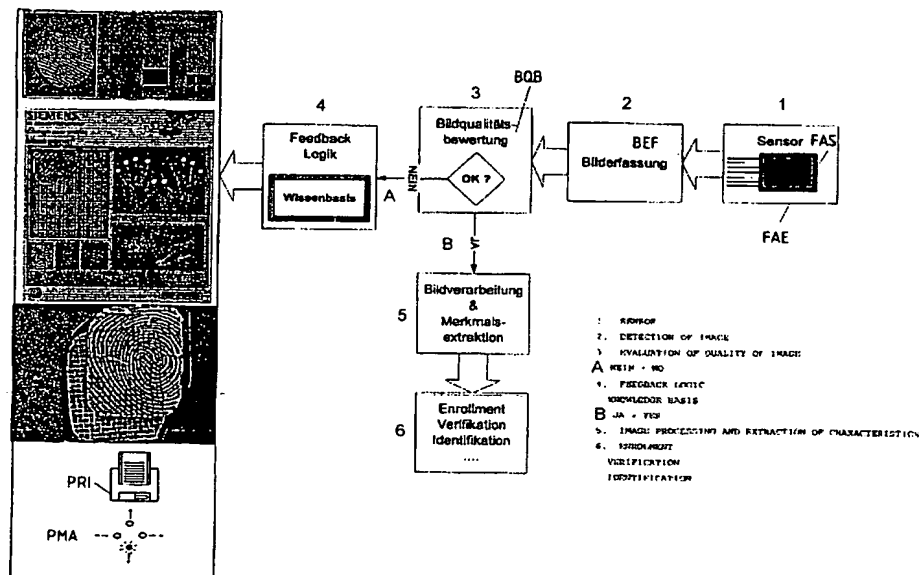 SIEMENS
4
Feedback
Logik
Wissenbasis
3
BQB
Bildqualitäts-
bewertung
OK ?
NEIN
A
2
BEF
Bilderfassung
1
Sensor FAS
FAE
B
JA
5
Bildverarbeitung
&
Merkmals-
extraktion
6
Enrollment
Verifikation
Identifikation
....
PRI
PMA
1 SENSOR
2. DETECTION OF IMAGE
3 EVALUATION OF QUALITY OF IMAGE
A NEIN - NO
4. FEEDBACK LOGIC
KNOWLEDGE BASIS
B JA - YES
5. IMAGE PROCESSING AND EXTRACTION OF CHARACTERISTICS
6. ENROLMENT
VERIFICATION
IDENTIFICATION